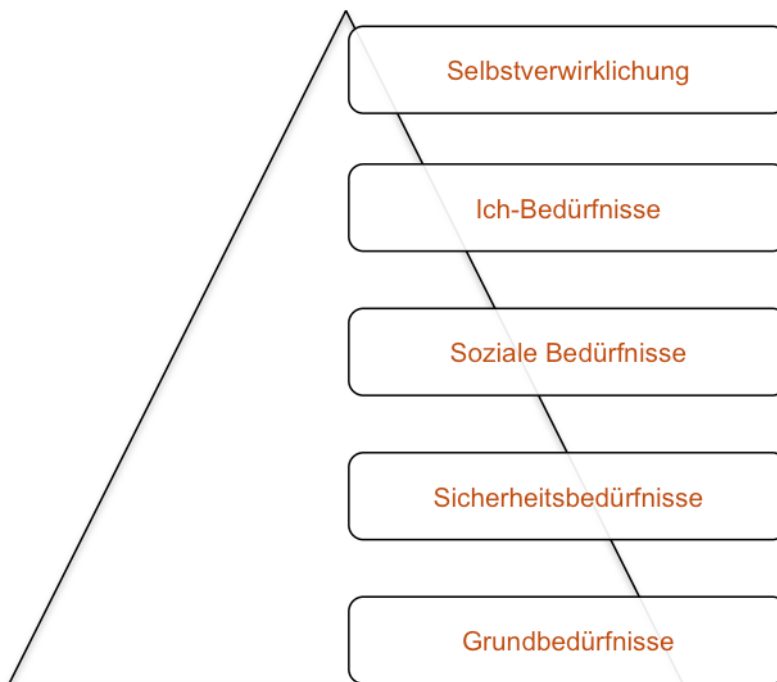 Selbstverwirklichung
Ich-Bedürfnisse
Soziale Bedürfnisse
Sicherheitsbedürfnisse
Grundbedürfnisse